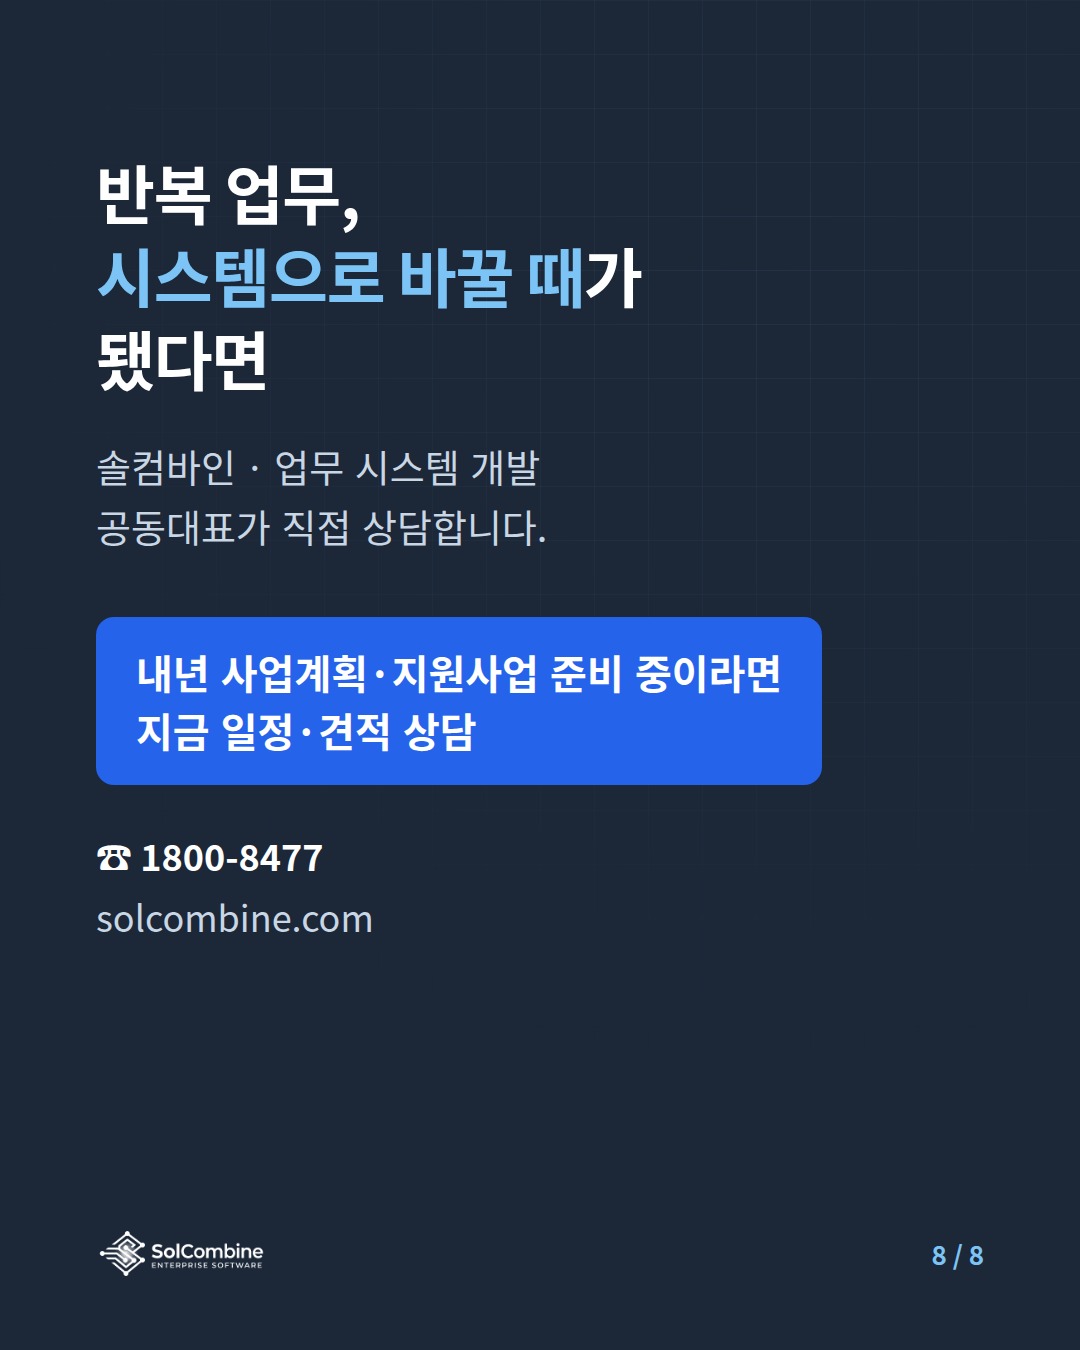 반복 업무,
시스템으로 바꿀 때가
됐다면
솔컴바인 · 업무 시스템 개발
공동대표가 직접 상담합니다.
내년 사업계획·지원사업 준비 중이라면
지금 일정·견적 상담
☎ 1800-8477
solcombine.com
SolCombine
ENTERPRISE SOFTWARE
8 / 8